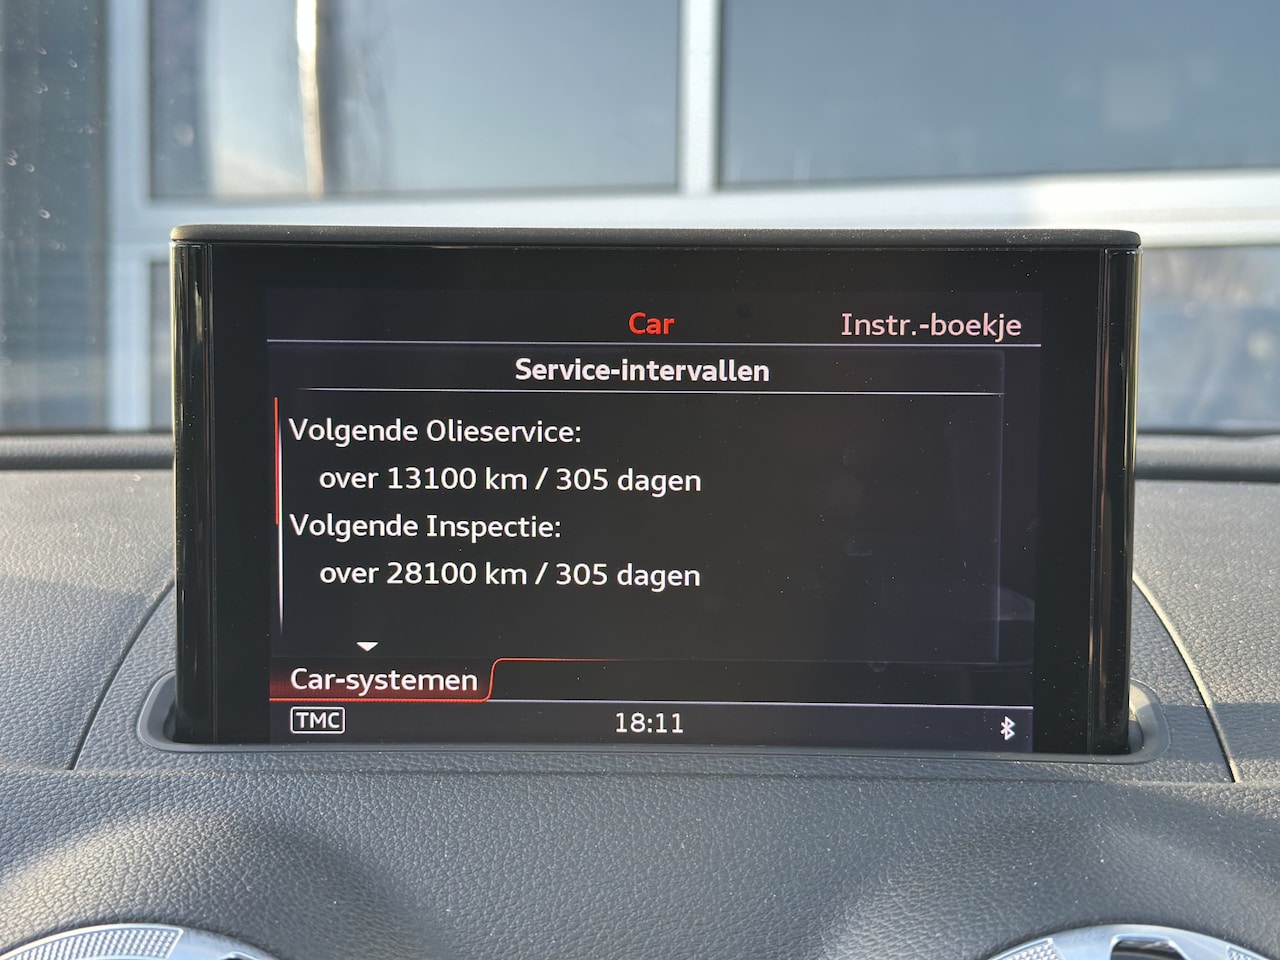 Car Instr.-boekje
Service-intervallen
Volgende Olieservice:
over 13100 km / 305 dagen
Volgende Inspectie:
over 28100 km / 305 dagen
Car-systemen
TMC 18:11